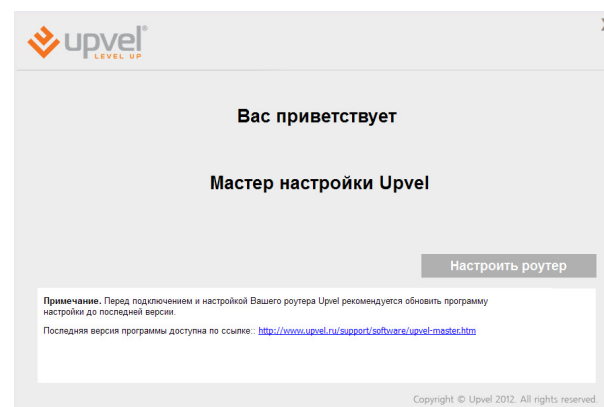 upvel®
LEVEL UP
Вас приветствует
Мастер настройки Upvel
Настроить роутер
Примечание. Перед подключением и настройкой Вашего роутера Upvel рекомендуется обновить программу
настройки до последней версии.
Последняя версия программы доступна по ссылке:: http://www.upvel.ru/support/software/upvel-master.htm
Copyright © Upvel 2012. All rights reserved.